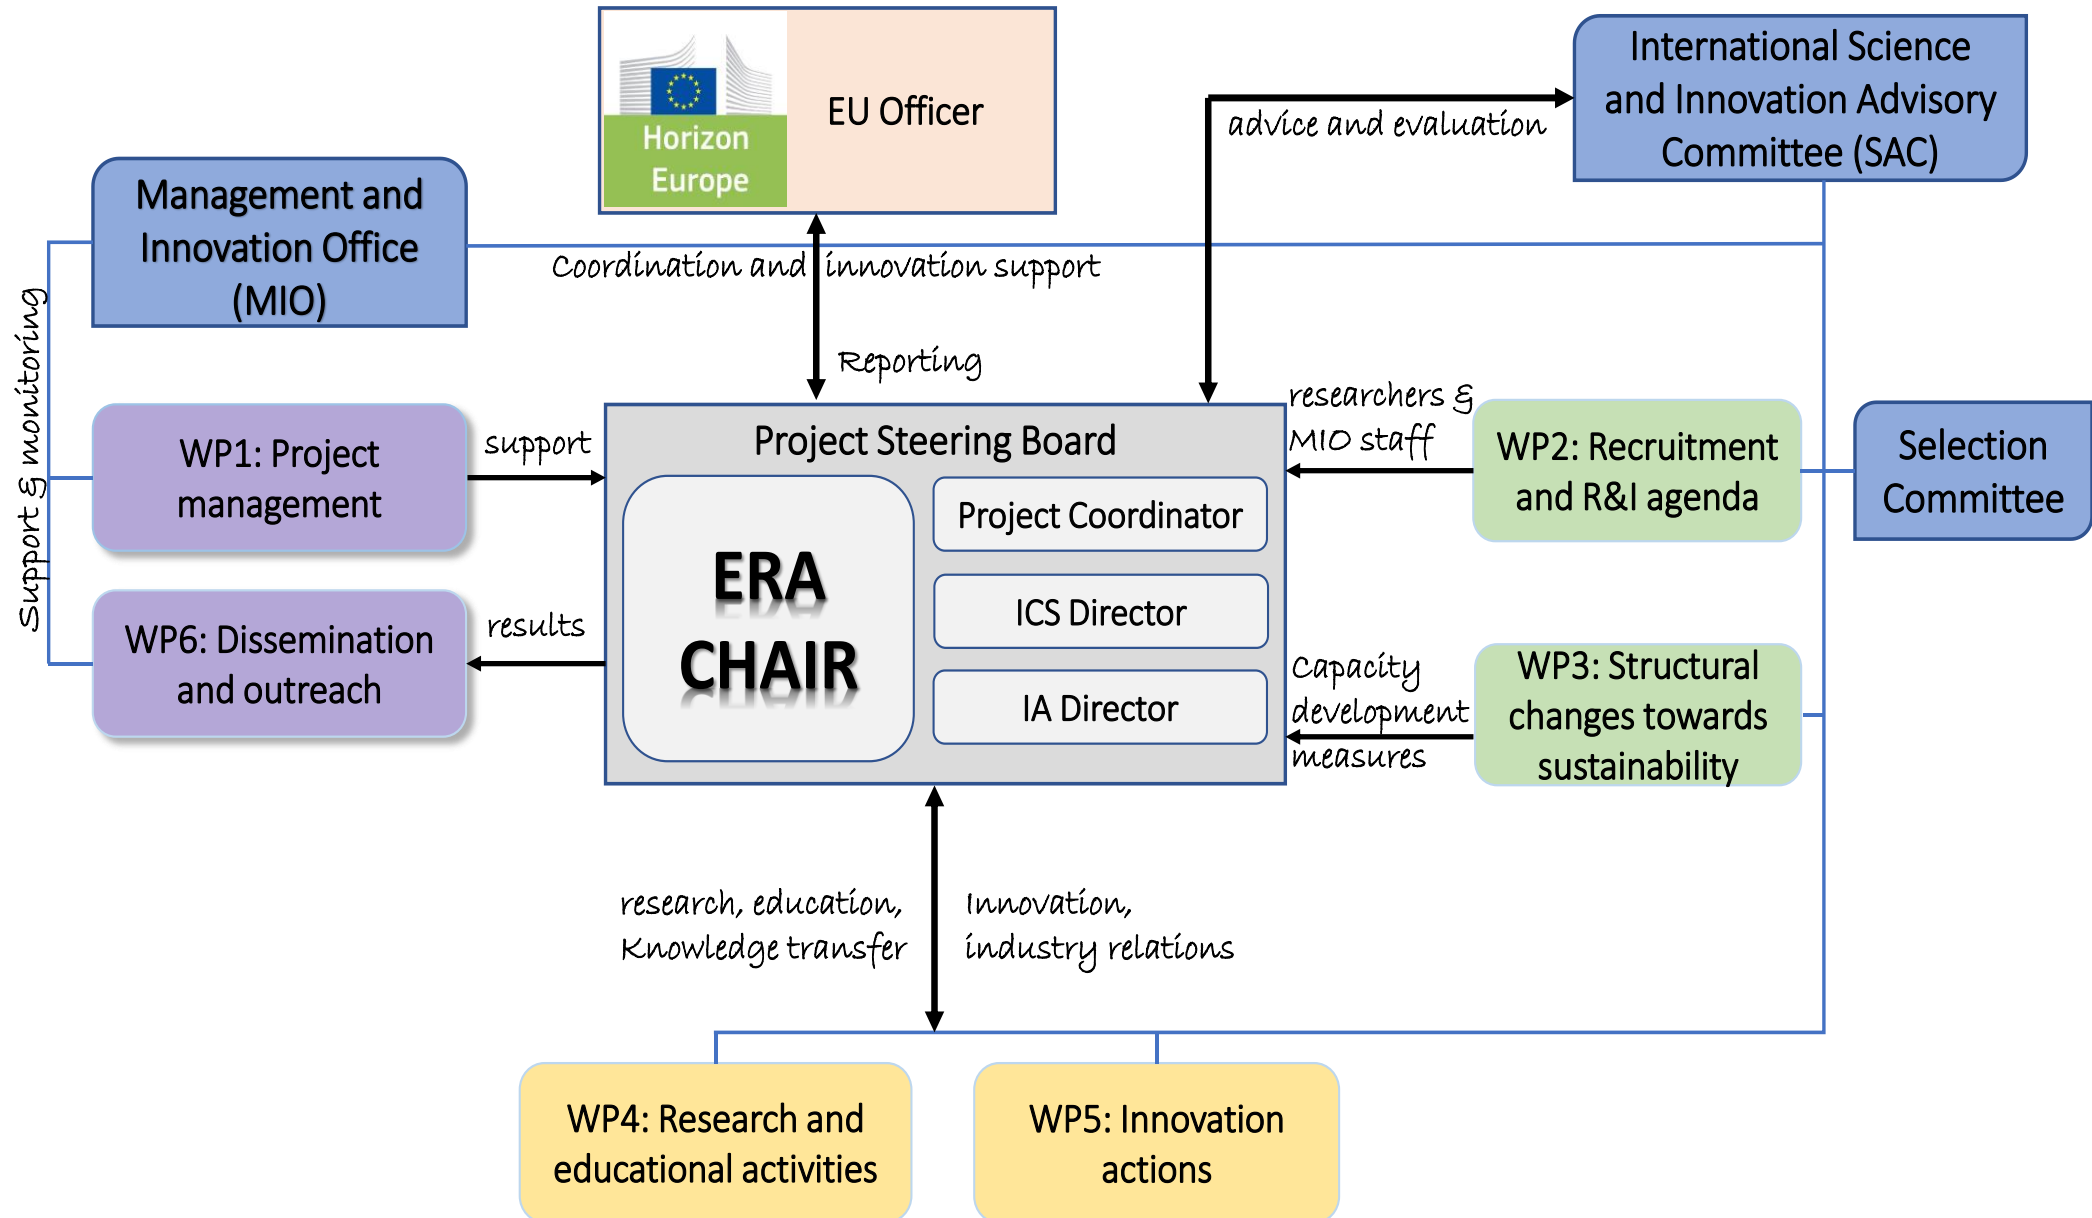 Horizon
Europe
EU Officer
International Science
and Innovation Advisory
Committee (SAC)
advice and evaluation
Management and
Innovation Office
(MIO)
Coordination and innovation support
Support & monitoring
Reporting
WP1: Project
management
support
Project Steering Board
ERA
CHAIR
Project Coordinator
ICS Director
IA Director
researchers &
MIO staff
WP2: Recruitment
and R&I agenda
Selection
Committee
WP6: Dissemination
and outreach
results
Capacity
development
measures
WP3: Structural
changes towards
sustainability
research, education,
Knowledge transfer
Innovation,
industry relations
WP4: Research and
educational activities
WP5: Innovation
actions